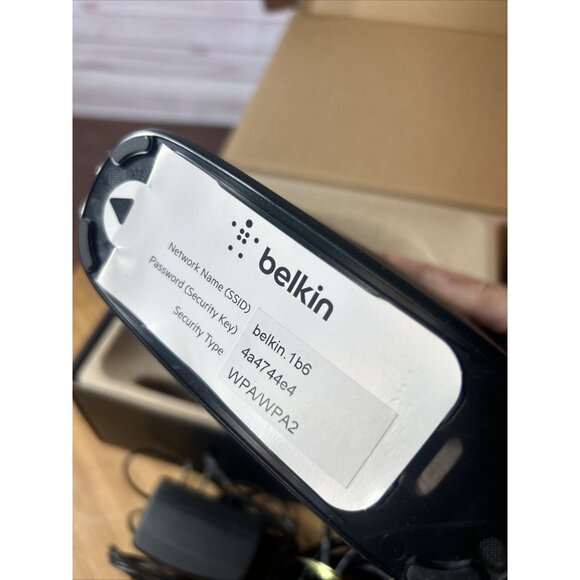 belkin
Network Name (SSID) belkin.1b6
Password (Security Key) 4a4744e4
Security Type WPA/WPA2